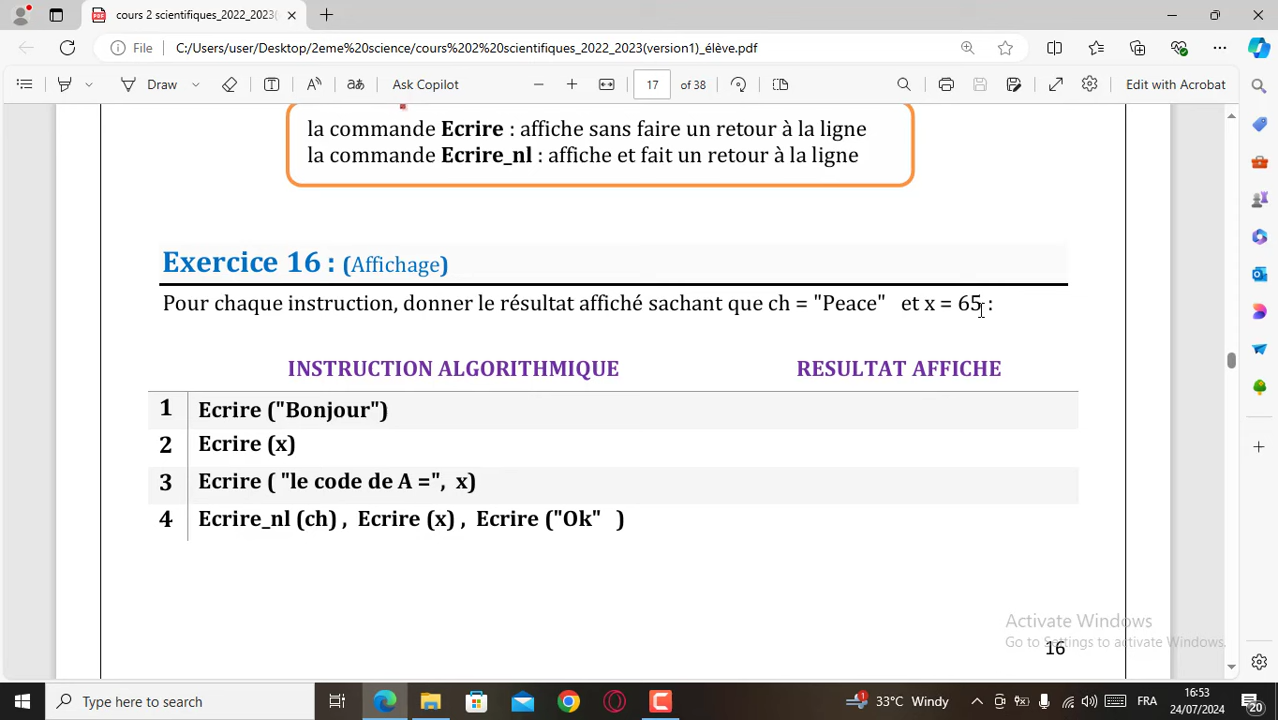 cours 2 scientifiques_2022_2023(
File
C:/Users/user/Desktop/2eme%20science/cours%202%20scientifiques_2022_2023(version1)_élève.pdf
Draw
Ask Copilot
17 of 38
Edit with Acrobat
la commande Ecrire : affiche sans faire un retour à la ligne
la commande Ecrire_nl : affiche et fait un retour à la ligne
Exercice 16 : (Affichage)
Pour chaque instruction, donner le résultat affiché sachant que ch = "Peace" et x = 65 :
INSTRUCTION ALGORITHMIQUE RESULTAT AFFICHE
1 Ecrire ("Bonjour")
2 Ecrire (x)
3 Ecrire ( "le code de A =", x)
4 Ecrire_nl (ch) , Ecrire (x) , Ecrire ("Ok" )
Activate Windows
Go to Settings to activate Windows.
16
Type here to search
1
33°C Windy
FRA
16:53
24/07/2024
20